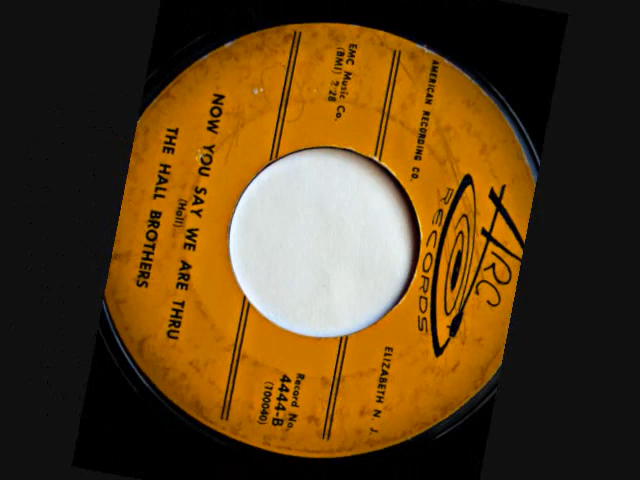 ARC
RECORDS
AMERICAN RECORDING CO.
ELIZABETH N. J.
EMC Music Co.
(BMI) 2:28
Record No.
4444-B
(100040)
NOW YOU SAY WE ARE THRU
(Hall)
THE HALL BROTHERS